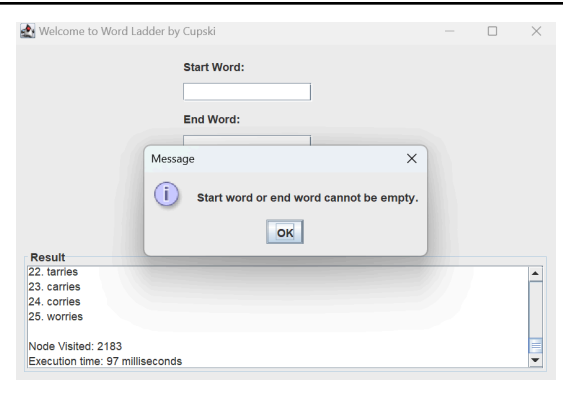 Welcome to Word Ladder by Cupski
Start Word:
End Word:
Message
Start word or end word cannot be empty.
OK
Result
22. tarries
23. carries
24. corries
25. worries
Node Visited: 2183
Execution time: 97 milliseconds